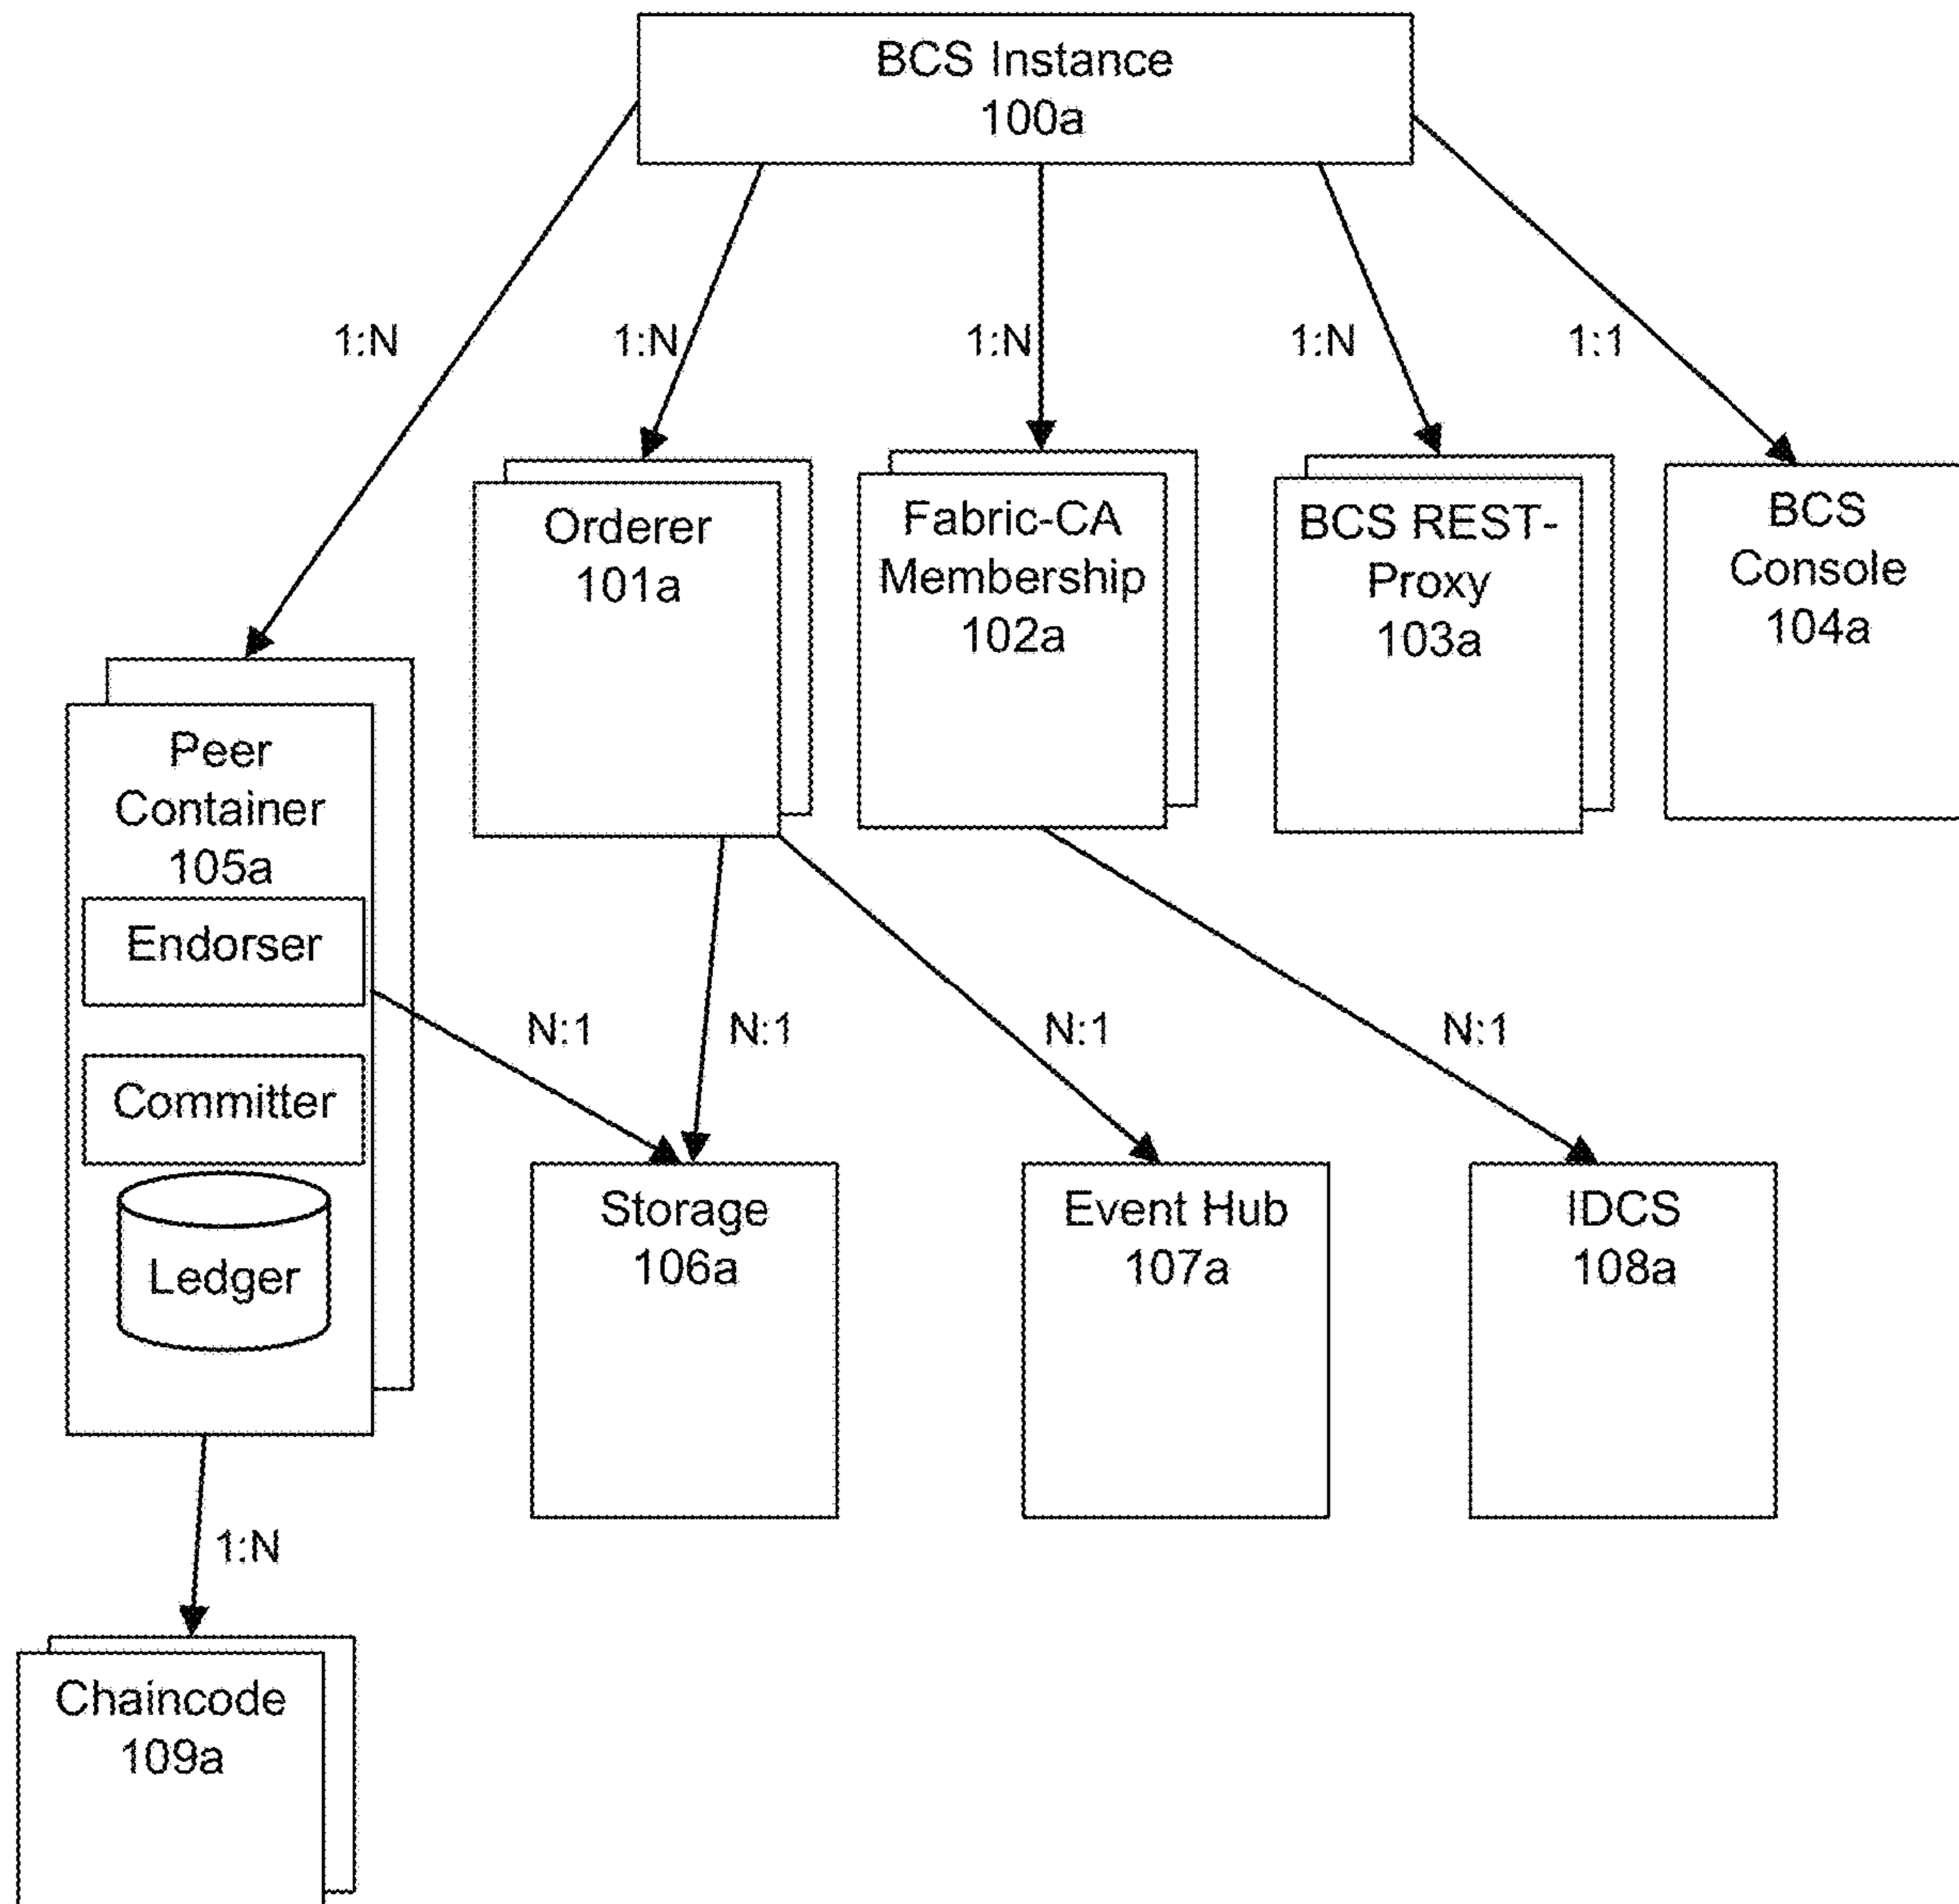 BCS Instance
100a
1:N
1:N
1:N
1:N
1:1
Orderer
101a
Fabric-CA
Membership
102a
BCS REST-
Proxy
103a
BCS
Console
104a
Peer
Container
105a
Endorser
Committer
Ledger
N:1
N:1
N:1
N:1
Storage
106a
Event Hub
107a
IDCS
108a
1:N
Chaincode
109a